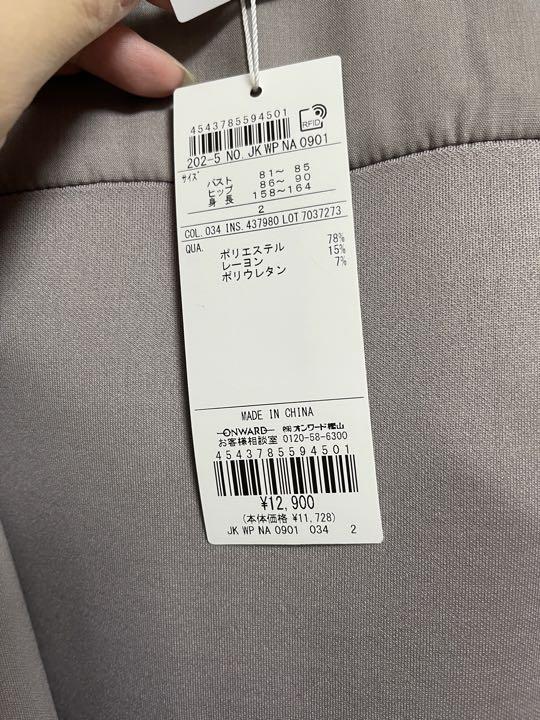 4543785594501
RFID
202-5 NO. JK WP NA 0901
サイズ
バスト 81～ 85
ヒップ 86～ 90
身 長 158～164
2
COL. 034 INS. 437980 LOT 7037273
QUA.
ポリエステル 78%
レーヨン 15%
ポリウレタン 7%
MADE IN CHINA
ONWARD ㈱オンワード樫山
お客様相談室 0120-58-6300
4543785594501
¥12,900
(本体価格 ¥11,728)
JK WP NA 0901 034 2